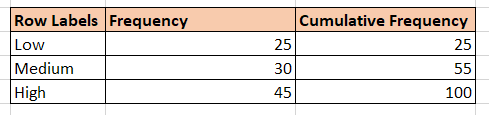 Row Labels Frequency Cumulative Frequency
Low 25 25
Medium 30 55
High 45 100